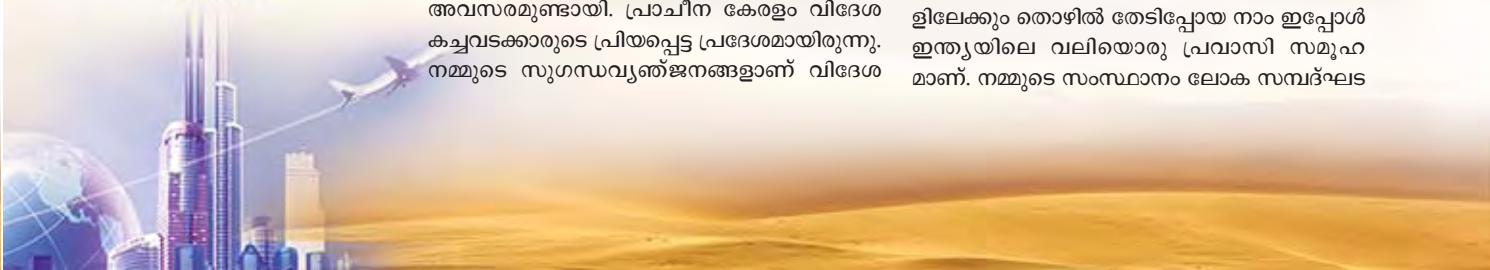 അവസരമുണ്ടായി. പ്രാചീന കേരളം വിദേശ
കച്ചവടക്കാരുടെ പ്രിയപ്പെട്ട പ്രദേശമായിരുന്നു.
നമ്മുടെ സുഗന്ധവ്യഞ്ജനങ്ങളാണ് വിദേശ
ളിലേക്കും തൊഴിൽ തേടിപ്പോയ നാം ഇപ്പോൾ
ഇന്ത്യയിലെ വലിയൊരു പ്രവാസി സമൂഹ
മാണ്. നമ്മുടെ സംസ്ഥാനം ലോക സമ്പദ്ഘട